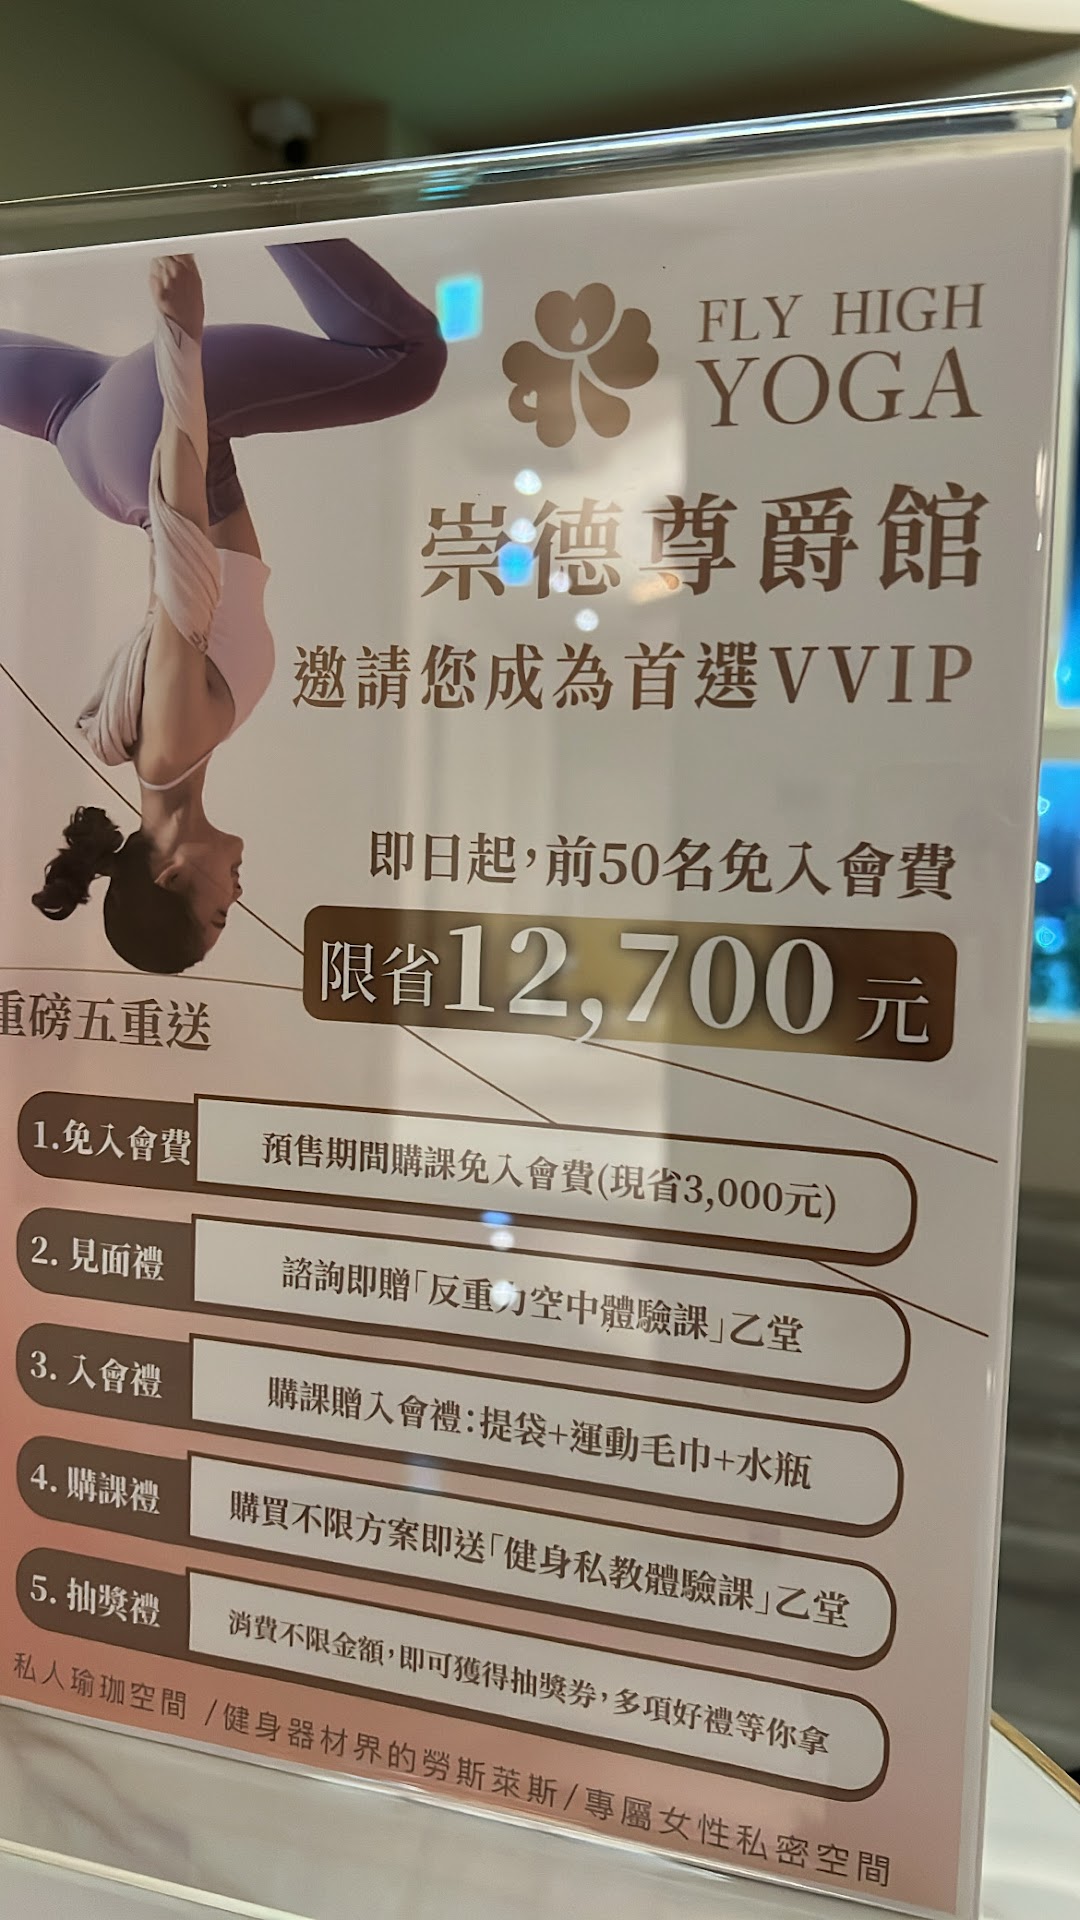 FLY HIGH
YOGA
崇德尊爵館
邀請您成為首選VVIP
即日起,前50名免入會費
限省12,700元
重磅五重送
1.免入會費 預售期間購課免入會費(現省3,000元)
2. 見面禮 諮詢即贈「反重力空中體驗課」乙堂
3. 入會禮 購課贈入會禮:提袋+運動毛巾+水瓶
4. 購課禮 購買不限方案即送「健身私教體驗課」乙堂
5. 抽獎禮 消費不限金額,即可獲得抽獎券,多項好禮等你拿
私人瑜珈空間 /健身器材界的勞斯萊斯/專屬女性私密空間